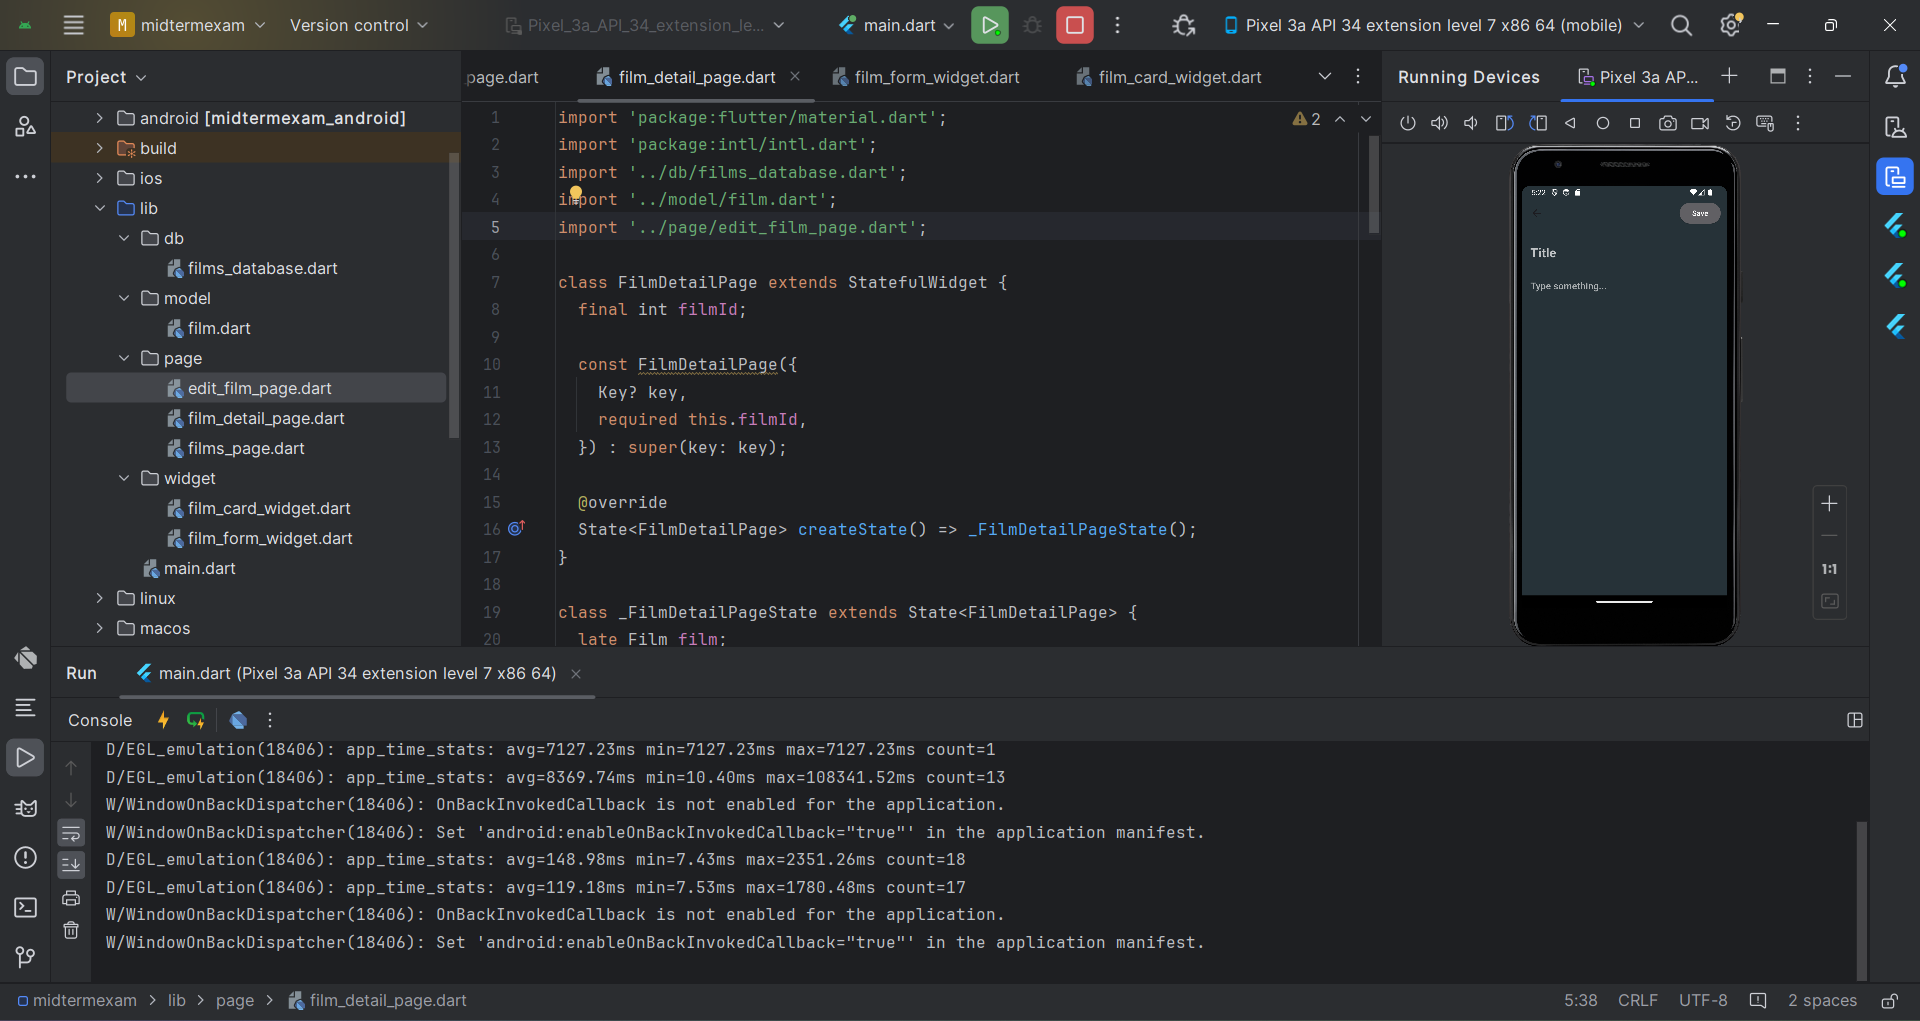 M midtermexam
Version control
Pixel_3a_API_34_extension_le...
main.dart
Pixel 3a API 34 extension level 7 x86 64 (mobile)
Project
page.dart
film_detail_page.dart
film_form_widget.dart
film_card_widget.dart
Running Devices
Pixel 3a AP...
android [midtermexam_android]
build
ios
lib
db
films_database.dart
model
film.dart
page
edit_film_page.dart
film_detail_page.dart
films_page.dart
widget
film_card_widget.dart
film_form_widget.dart
main.dart
linux
macos
2
1 import 'package:flutter/material.dart';
2 import 'package:intl/intl.dart';
3 import '../db/films_database.dart';
4 import '../model/film.dart';
5 import '../page/edit_film_page.dart';
6
7 class FilmDetailPage extends StatefulWidget {
8 final int filmId;
9
10 const FilmDetailPage({
11 Key? key,
12 required this.filmId,
13 }) : super(key: key);
14
15 @override
16 State<FilmDetailPage> createState() => _FilmDetailPageState();
17 }
18
19 class _FilmDetailPageState extends State<FilmDetailPage> {
20 late Film film;
5:22
Save
Title
Type something...
1:1
Run
main.dart (Pixel 3a API 34 extension level 7 x86 64)
Console
D/EGL_emulation(18406): app_time_stats: avg=7127.23ms min=7127.23ms max=7127.23ms count=1
D/EGL_emulation(18406): app_time_stats: avg=8369.74ms min=10.40ms max=108341.52ms count=13
W/WindowOnBackDispatcher(18406): OnBackInvokedCallback is not enabled for the application.
W/WindowOnBackDispatcher(18406): Set 'android:enableOnBackInvokedCallback="true"' in the application manifest.
D/EGL_emulation(18406): app_time_stats: avg=148.98ms min=7.43ms max=2351.26ms count=18
D/EGL_emulation(18406): app_time_stats: avg=119.18ms min=7.53ms max=1780.48ms count=17
W/WindowOnBackDispatcher(18406): OnBackInvokedCallback is not enabled for the application.
W/WindowOnBackDispatcher(18406): Set 'android:enableOnBackInvokedCallback="true"' in the application manifest.
midtermexam > lib > page > film_detail_page.dart
5:38
CRLF
UTF-8
2 spaces